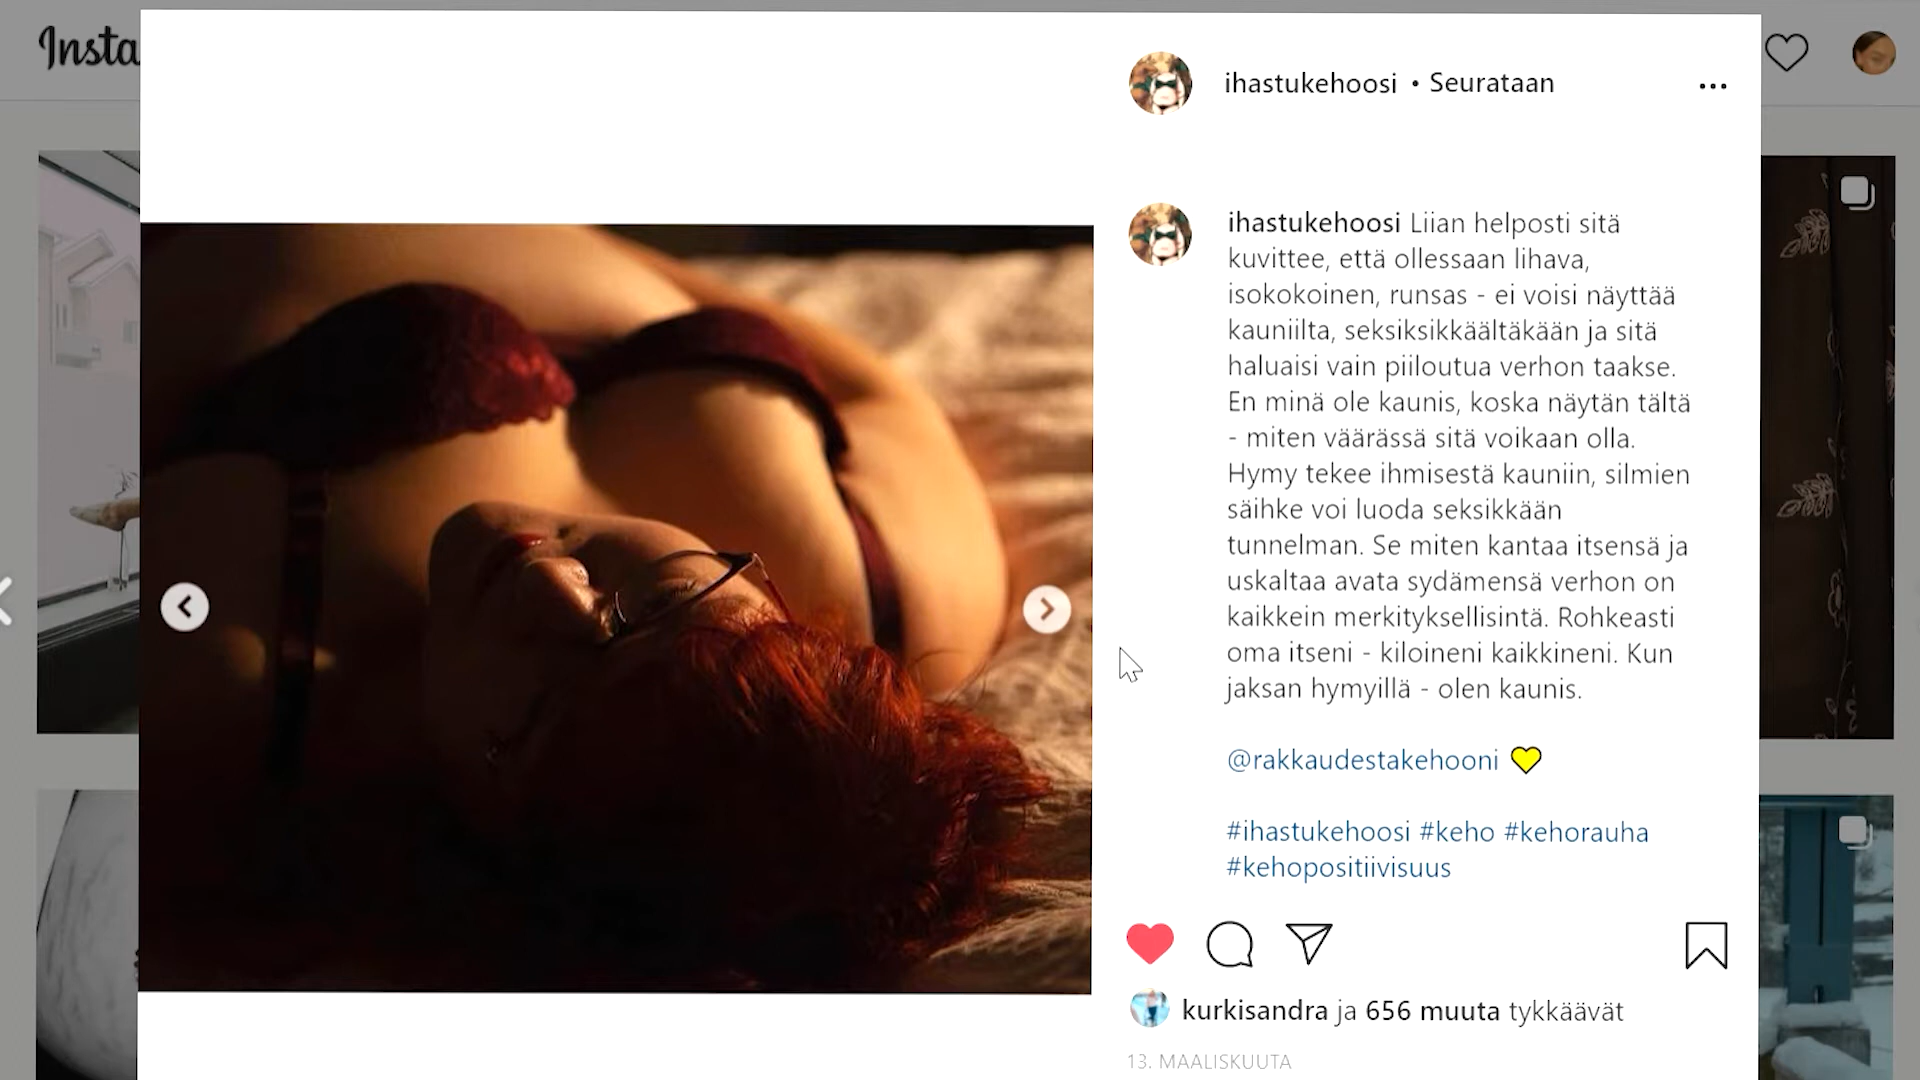 Insta
ihastukehoosi • Seurataan
ihastukehoosi Liian helposti sitä
kuvittee, että ollessaan lihava,
isokokoinen, runsas - ei voisi näyttää
kauniilta, seksiksikkäältäkään ja sitä
haluaisi vain piiloutua verhon taakse.
En minä ole kaunis, koska näytän tältä
- miten väärässä sitä voikaan olla.
Hymy tekee ihmisestä kauniin, silmien
säihke voi luoda seksikkään
tunnelman. Se miten kantaa itsensä ja
uskaltaa avata sydämensä verhon on
kaikkein merkityksellisintä. Rohkeasti
oma itseni - kiloineni kaikkineni. Kun
jaksan hymyillä - olen kaunis.
@rakkaudestakehooni 💛
#ihastukehoosi #keho #kehorauha
#kehopositiivisuus
kurkisandra ja 656 muuta tykkäävät
13. MAALISKUUTA